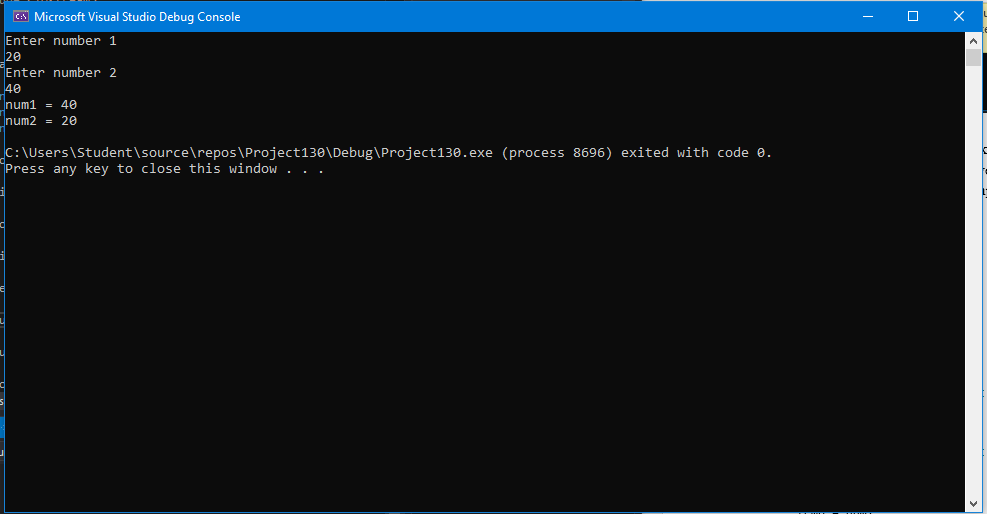 Microsoft Visual Studio Debug Console
Enter number 1
20
Enter number 2
40
num1 = 40
num2 = 20
C:\Users\Student\source\repos\Project130\Debug\Project130.exe (process 8696) exited with code 0.
Press any key to close this window . . .